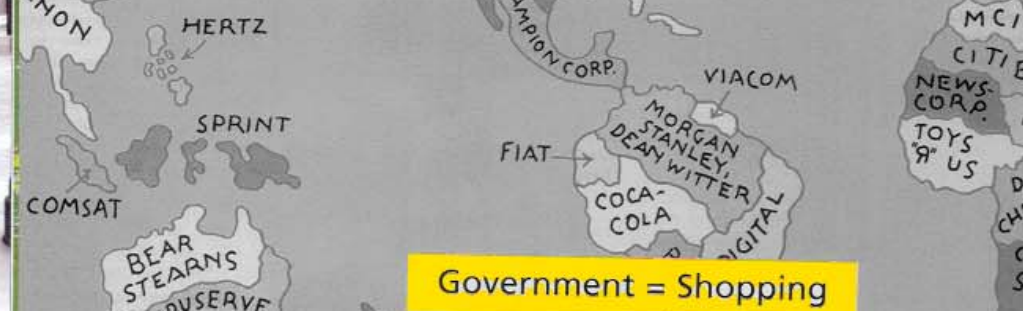 HERTZ
SPRINT
COMSAT
BEAR
STEARNS
CORP.
VIACOM
MORGAN
STANLEY,
DEAN WITTER
FIAT
COCA-
COLA
DIGITAL
MCI
NEWS-
CORP.
TOYS
"Я" US
Government = Shopping